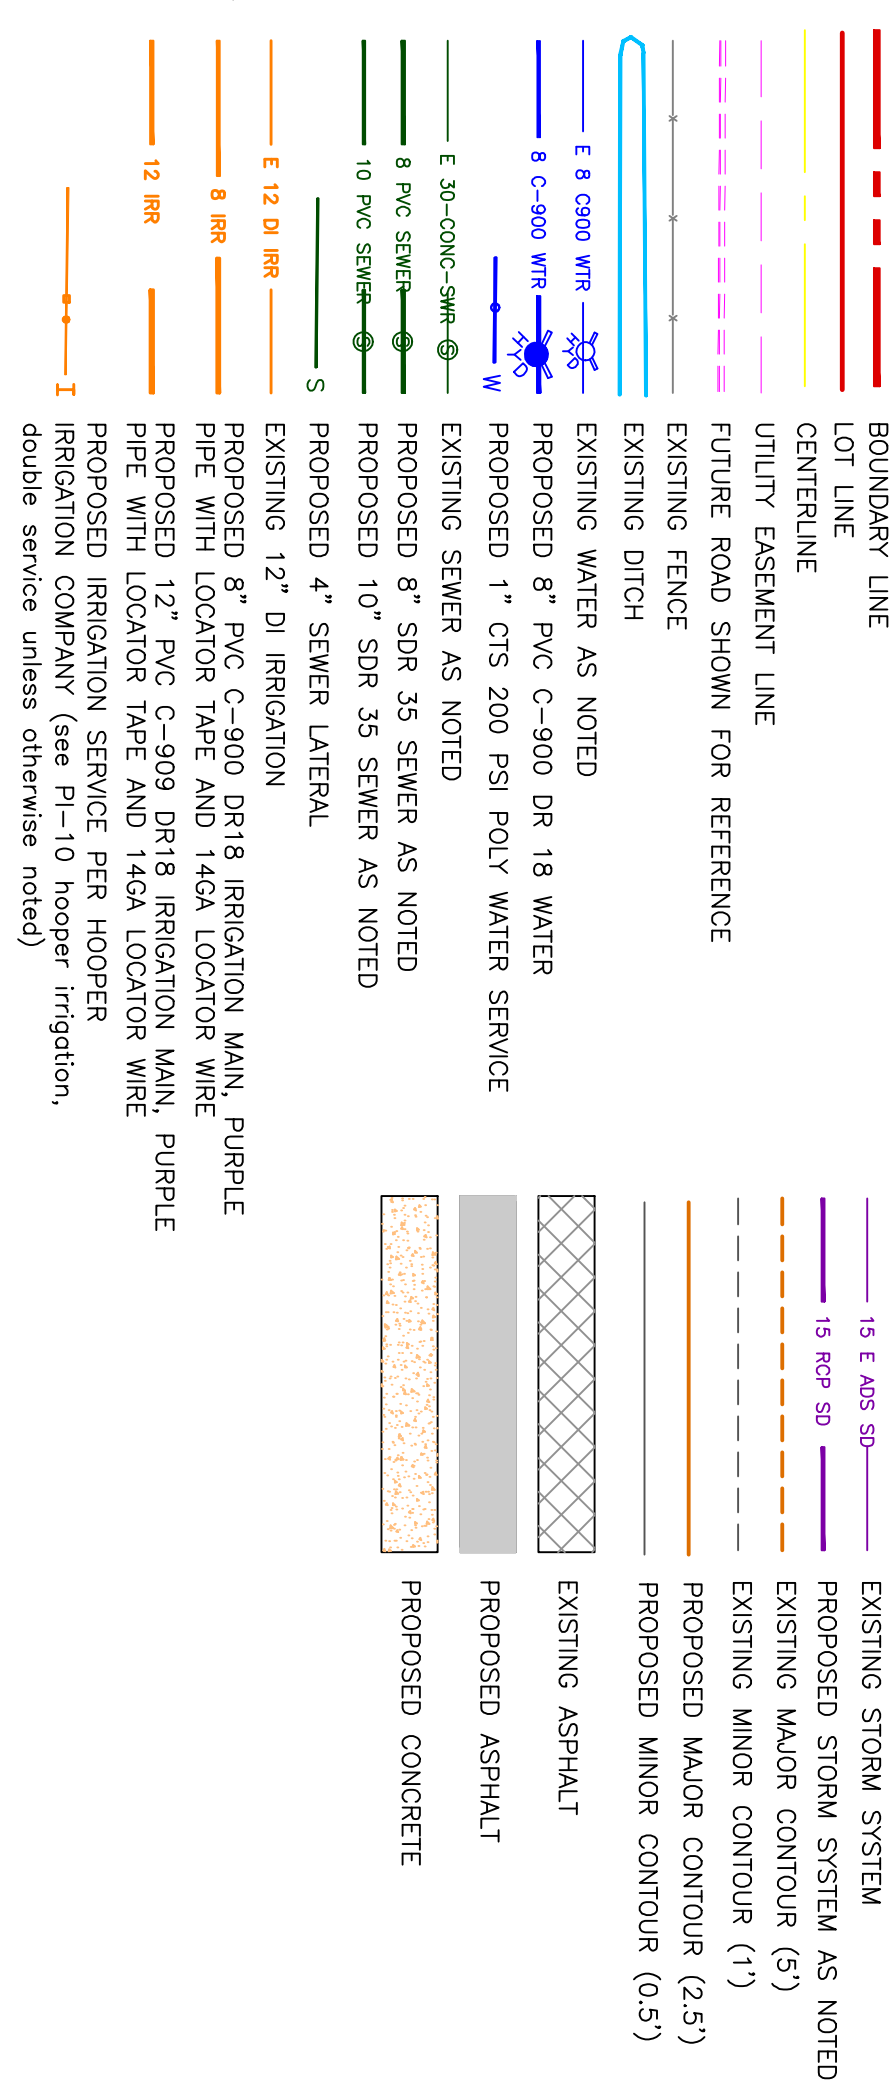 BOUNDARY LINE
LOT LINE
CENTERLINE
UTILITY EASEMENT LINE
FUTURE ROAD SHOWN FOR REFERENCE
EXISTING FENCE
EXISTING DITCH
E 8 C900 WTR
HYD
EXISTING WATER AS NOTED
8 C-900 WTR
HYD
PROPOSED 8" PVC C-900 DR 18 WATER
W
PROPOSED 1" CTS 200 PSI POLY WATER SERVICE
E 30-CONC-SWR
S
EXISTING SEWER AS NOTED
8 PVC SEWER
S
PROPOSED 8" SDR 35 SEWER AS NOTED
10 PVC SEWER
S
PROPOSED 10" SDR 35 SEWER AS NOTED
S
PROPOSED 4" SEWER LATERAL
E 12 DI IRR
EXISTING 12" DI IRRIGATION
8 IRR
PROPOSED 8" PVC C-900 DR18 IRRIGATION MAIN, PURPLE
PIPE WITH LOCATOR TAPE AND 14GA LOCATOR WIRE
12 IRR
PROPOSED 12" PVC C-909 DR18 IRRIGATION MAIN, PURPLE
PIPE WITH LOCATOR TAPE AND 14GA LOCATOR WIRE
I
PROPOSED IRRIGATION SERVICE PER HOOPER
IRRIGATION COMPANY (see PI-10 hooper irrigation,
double service unless otherwise noted)
15 E ADS SD
EXISTING STORM SYSTEM
15 RCP SD
PROPOSED STORM SYSTEM AS NOTED
EXISTING MAJOR CONTOUR (5')
EXISTING MINOR CONTOUR (1')
PROPOSED MAJOR CONTOUR (2.5')
PROPOSED MINOR CONTOUR (0.5')
EXISTING ASPHALT
PROPOSED ASPHALT
PROPOSED CONCRETE